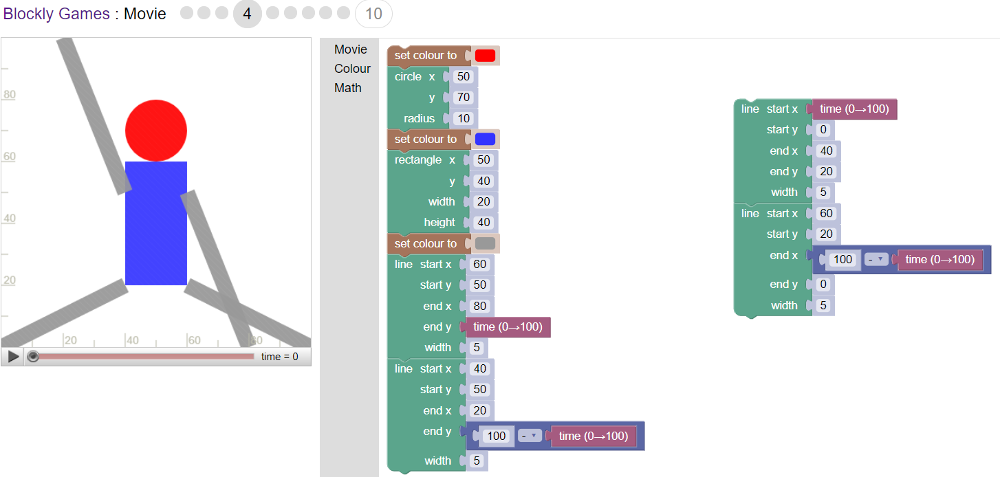 Blockly Games : Movie 4 10
80
60
40
20
20 40 60 80
time = 0
Movie
Colour
Math
set colour to
circle x 50
y 70
radius 10
set colour to
rectangle x 50
y 40
width 20
height 40
set colour to
line start x 60
start y 50
end x 80
end y time (0→100)
width 5
line start x 40
start y 50
end x 20
end y 100 - time (0→100)
width 5
line start x time (0→100)
start y 0
end x 40
end y 20
width 5
line start x 60
start y 20
end x 100 - time (0→100)
end y 0
width 5